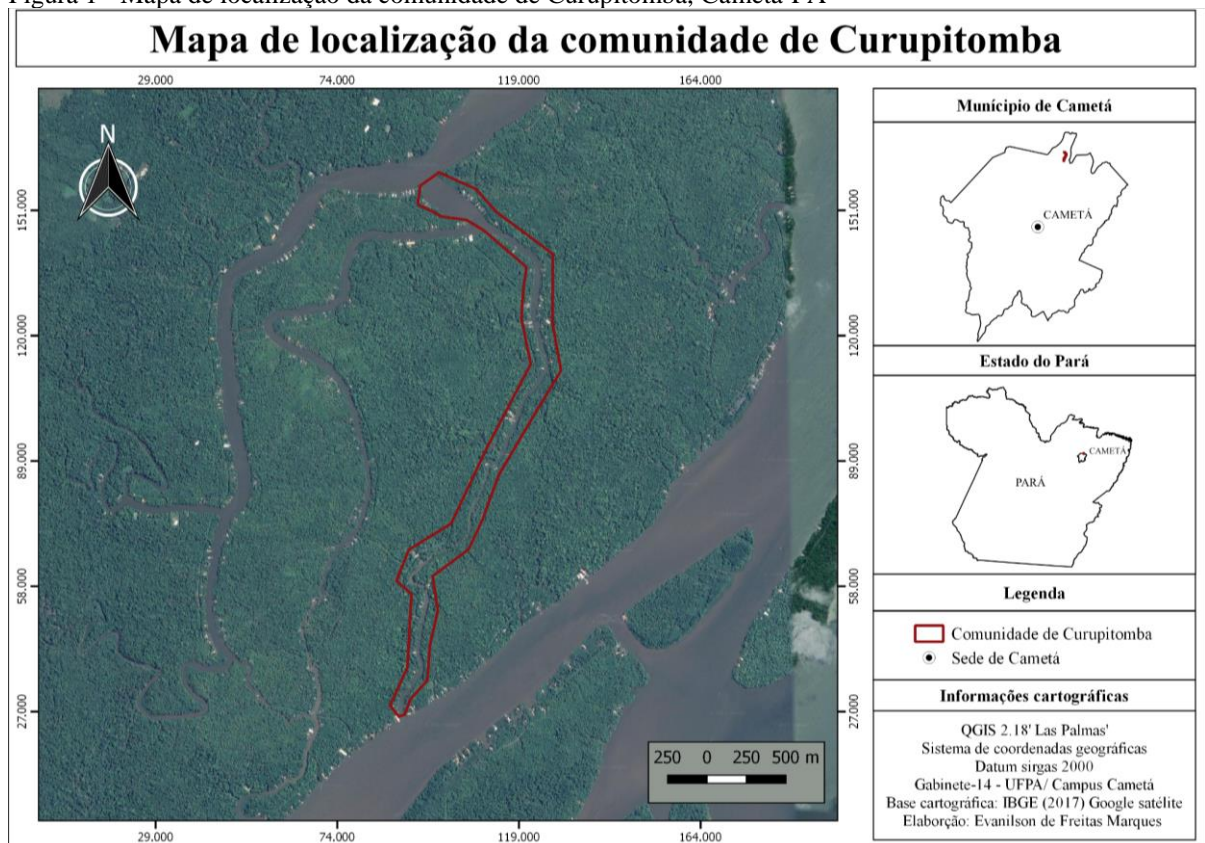 Figura 1 - Mapa de localização da comunidade de Curupitomba, Cametá-PA
Mapa de localização da comunidade de Curupitomba
29.000 74.000 119.000 164.000
N
151.000
120.000
89.000
58.000
27.000
151.000
120.000
89.000
58.000
27.000
250 0 250 500 m
29.000 74.000 119.000 164.000
Munícipio de Cametá
CAMETÁ
Estado do Pará
CAMETÁ
PARÁ
Legenda
Comunidade de Curupitomba
Sede de Cametá
Informações cartográficas
QGIS 2.18' Las Palmas'
Sistema de coordenadas geográficas
Datum sirgas 2000
Gabinete-14 - UFPA/ Campus Cametá
Base cartográfica: IBGE (2017) Google satélite
Elaborção: Evanilson de Freitas Marques